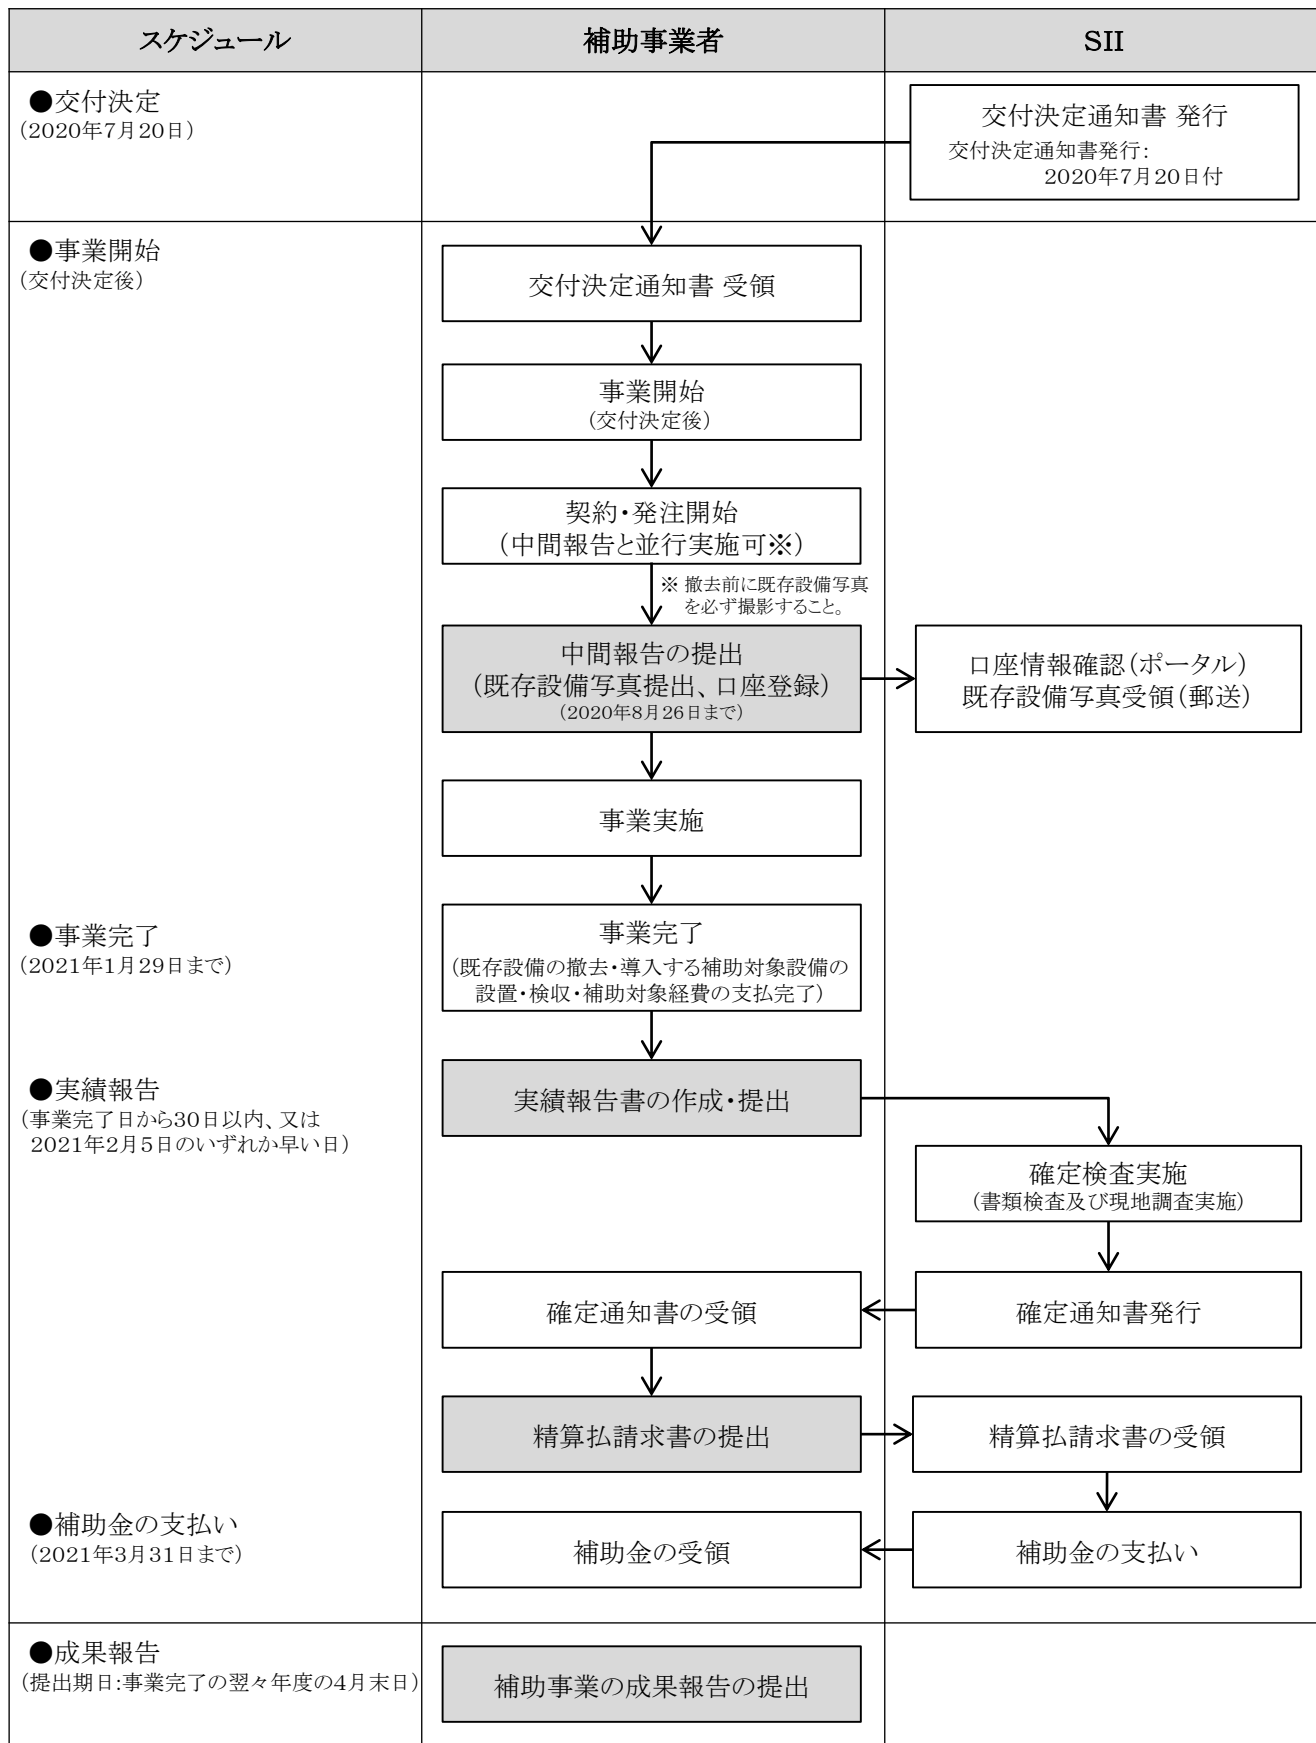 スケジュール
補助事業者
SII
●交付決定
（2020年7月20日）
交付決定通知書 発行
交付決定通知書発行：
2020年7月20日付
●事業開始
（交付決定後）
交付決定通知書 受領
事業開始
（交付決定後）
契約・発注開始
（中間報告と並行実施可※）
※ 撤去前に既存設備写真
を必ず撮影すること。
中間報告の提出
（既存設備写真提出、口座登録）
（2020年8月26日まで）
口座情報確認（ポータル）
既存設備写真受領（郵送）
事業実施
●事業完了
（2021年1月29日まで）
事業完了
（既存設備の撤去・導入する補助対象設備の
設置・検収・補助対象経費の支払完了）
●実績報告
（事業完了日から30日以内、又は
2021年2月5日のいずれか早い日）
実績報告書の作成・提出
確定検査実施
（書類検査及び現地調査実施）
確定通知書の受領
確定通知書発行
精算払請求書の提出
精算払請求書の受領
●補助金の支払い
（2021年3月31日まで）
補助金の受領
補助金の支払い
●成果報告
（提出期日：事業完了の翌々年度の4月末日）
補助事業の成果報告の提出